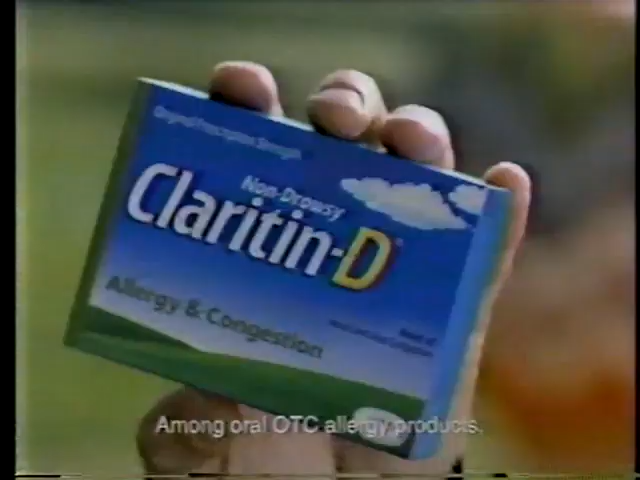 Original Prescription Strength
Non-Drowsy
Claritin-D
Allergy & Congestion
Among oral OTC allergy products.